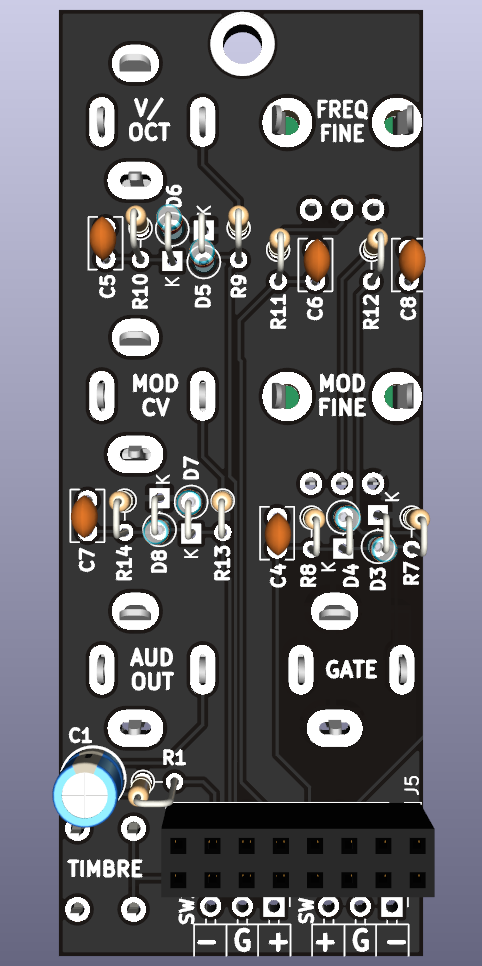 V/
OCT
FREQ
FINE
D6
K
C5
R10
K
D5
R9
R11
C6
R12
C8
MOD
CV
MOD
FINE
D7
K
K
C7
R14
D8
K
R13
C4
R8
K
D4
D3
R7
AUD
OUT
GATE
C1
R1
J5
TIMBRE
SW
SW
- G +
+ G -